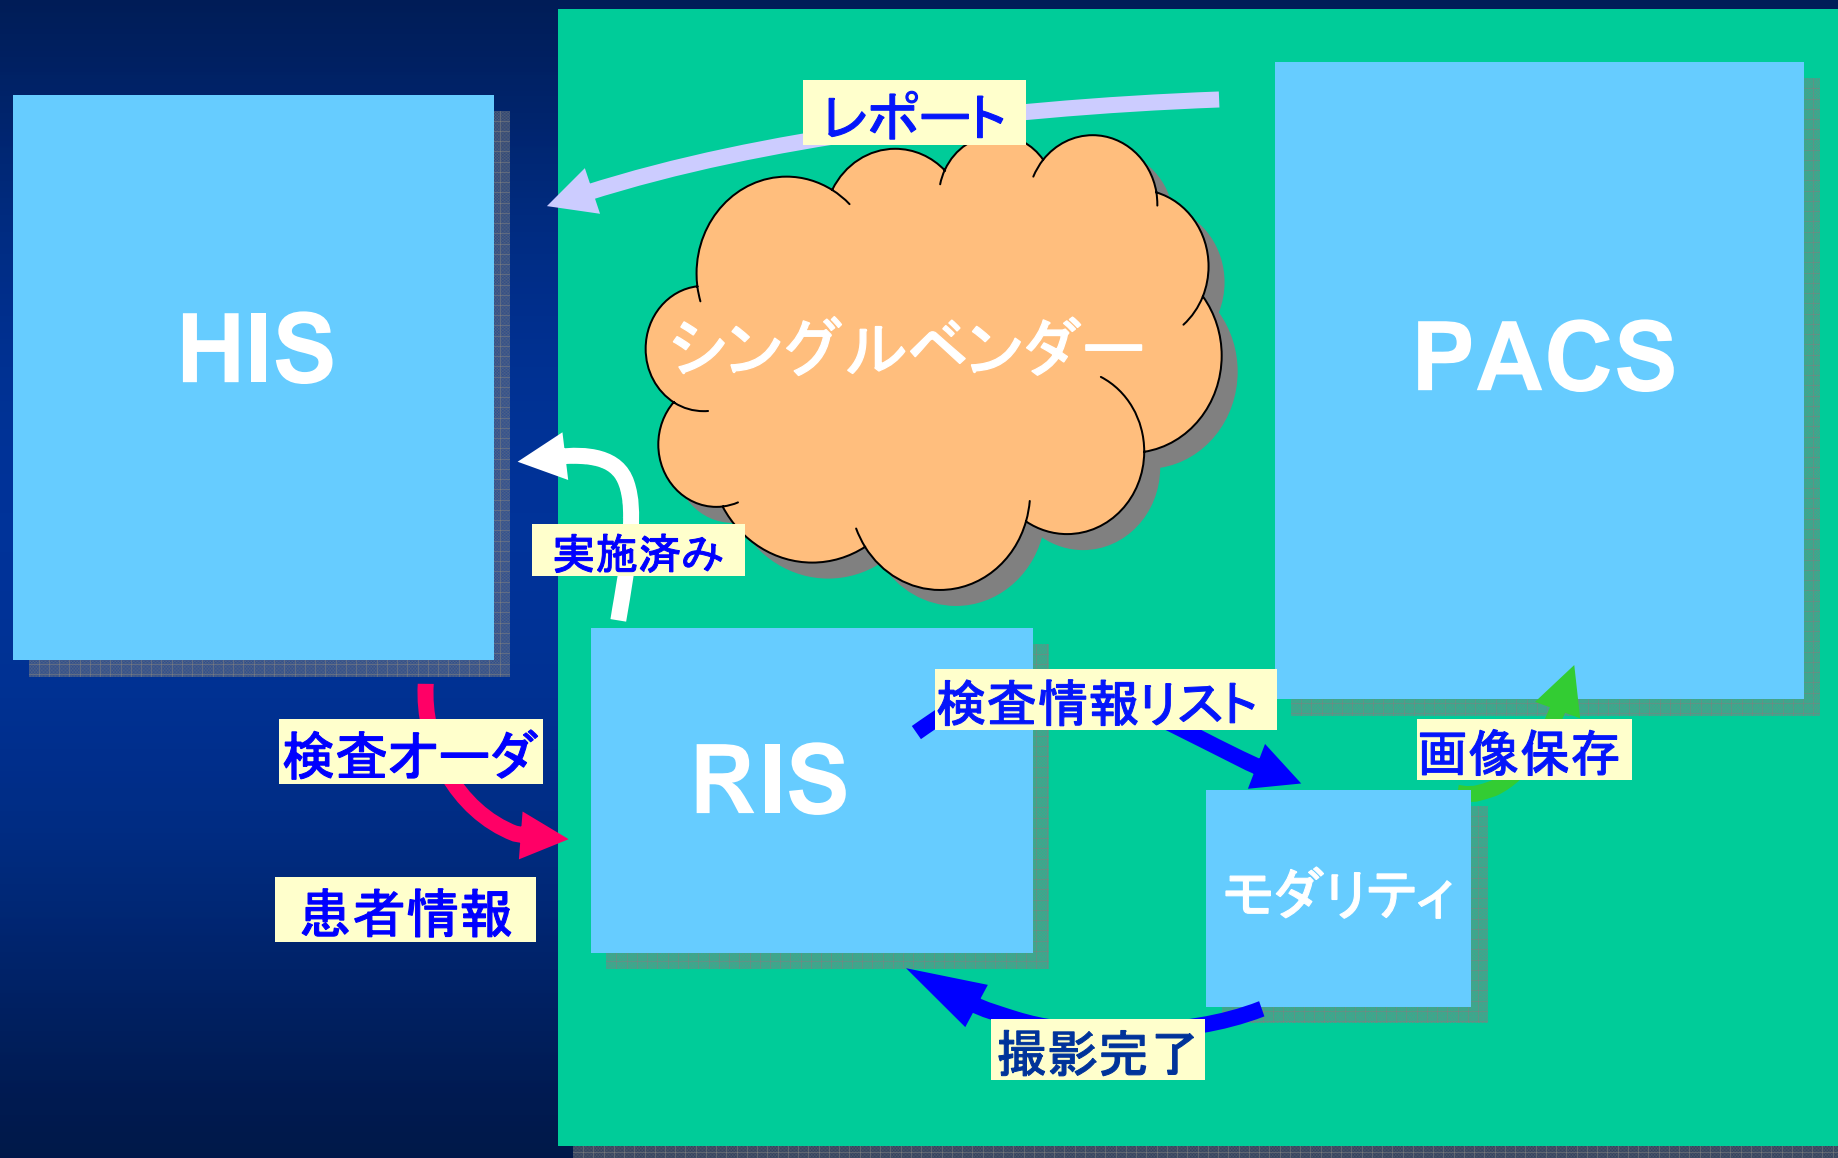 レポート
HIS
シングルベンダー
PACS
実施済み
検査情報リスト
検査オーダ
RIS
画像保存
患者情報
モダリティ
撮影完了